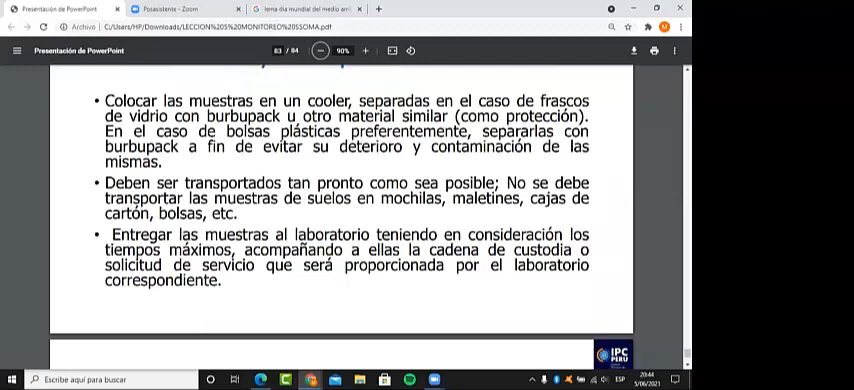 Presentación de PowerPoint
Posasistente - Zoom
lema dia mundial del medio am
Archivo | C:/Users/HP/Downloads/LECCION%205%20MONITOREO%20SSOMA.pdf
Presentación de PowerPoint
83 / 84
90%
• Colocar las muestras en un cooler, separadas en el caso de frascos
de vidrio con burbupack u otro material similar (como protección).
En el caso de bolsas plásticas preferentemente, separarlas con
burbupack a fin de evitar su deterioro y contaminación de las
mismas.
• Deben ser transportados tan pronto como sea posible; No se debe
transportar las muestras de suelos en mochilas, maletines, cajas de
cartón, bolsas, etc.
• Entregar las muestras al laboratorio teniendo en consideración los
tiempos máximos, acompañando a ellas la cadena de custodia o
solicitud de servicio que será proporcionada por el laboratorio
correspondiente.
IPC
PERÚ
Escribe aquí para buscar
ESP
20:44
5/06/2021